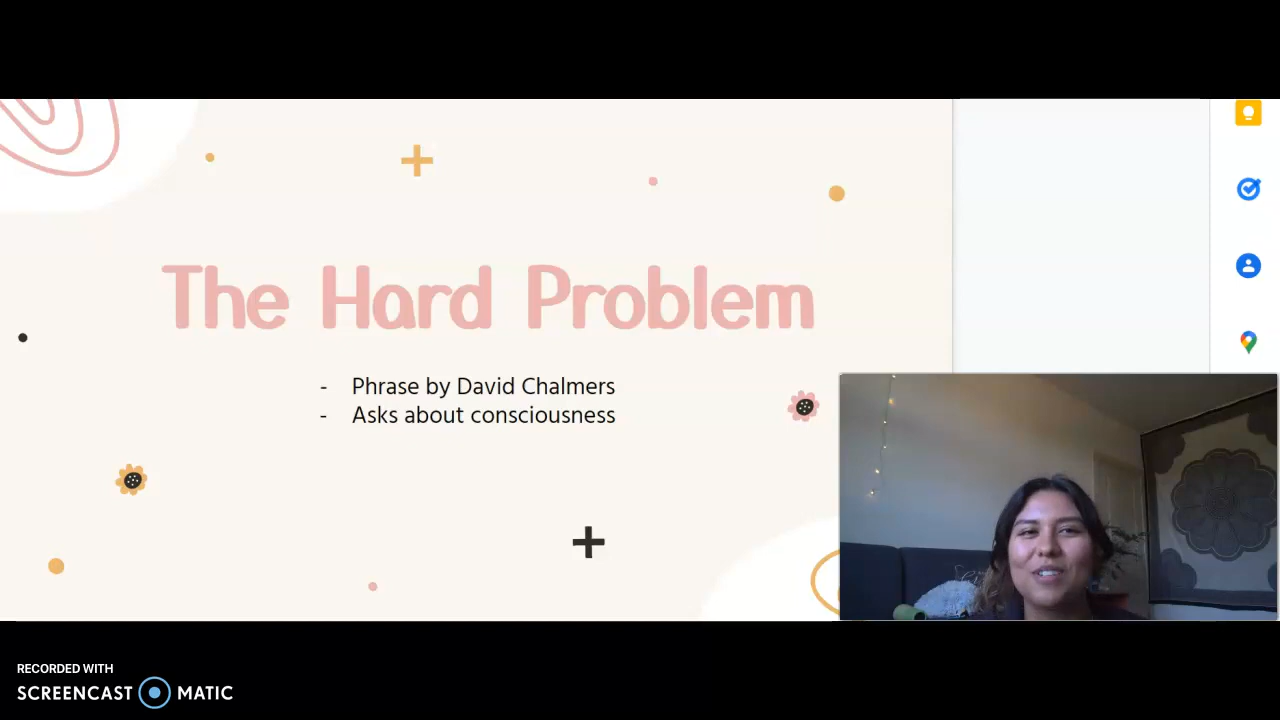 The Hard Problem
- Phrase by David Chalmers
- Asks about consciousness
RECORDED WITH
SCREENCAST MATIC